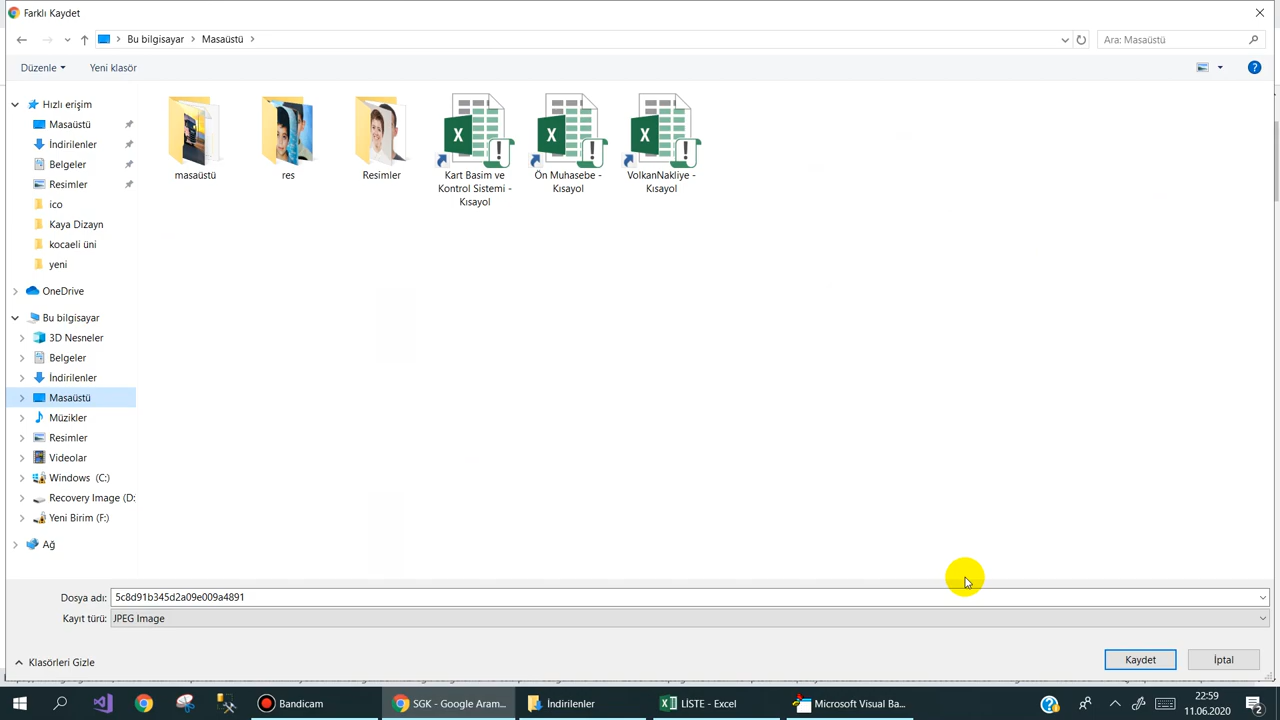 Farklı Kaydet
Bu bilgisayar
Masaüstü
Ara: Masaüstü
Düzenle
Yeni klasör
Hızlı erişim
Masaüstü
İndirilenler
Belgeler
Resimler
ico
Kaya Dizayn
kocaeli üni
yeni
OneDrive
Bu bilgisayar
3D Nesneler
Belgeler
İndirilenler
Masaüstü
Müzikler
Resimler
Videolar
Windows (C:)
Recovery Image (D:
Yeni Birim (F:)
Ağ
masaüstü
res
Resimler
Kart Basim ve
Kontrol Sistemi -
Kısayol
Ön Muhasebe -
Kısayol
VolkanNakliye -
Kısayol
Dosya adı: 5c8d91b345d2a09e009a4891
Kayıt türü: JPEG Image
Klasörleri Gizle
Kaydet
İptal
Bandicam
SGK - Google Aram...
İndirilenler
LİSTE - Excel
Microsoft Visual Ba...
22:59
11.06.2020
2